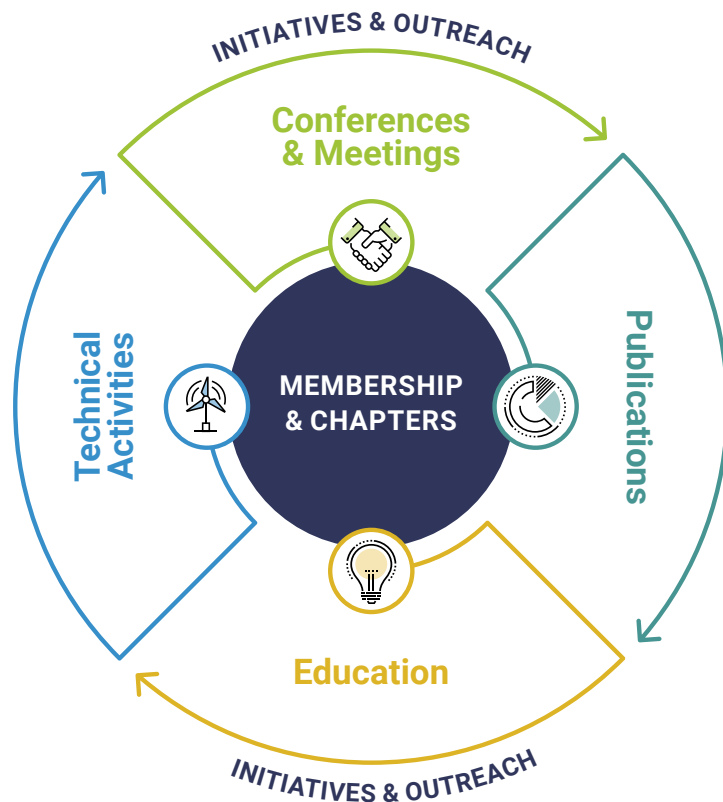 INITIATIVES & OUTREACH
Conferences
& Meetings
Technical
Activities
MEMBERSHIP
& CHAPTERS
Publications
Education
INITIATIVES & OUTREACH